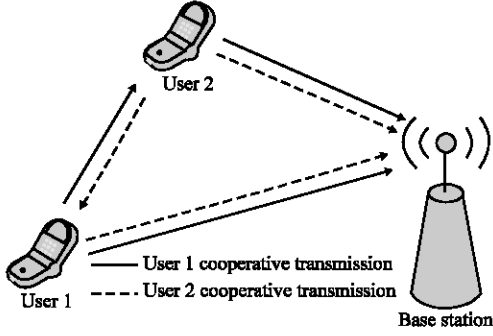 User 2
User 1 cooperative transmission
User 2 cooperative transmission
User 1
Base station